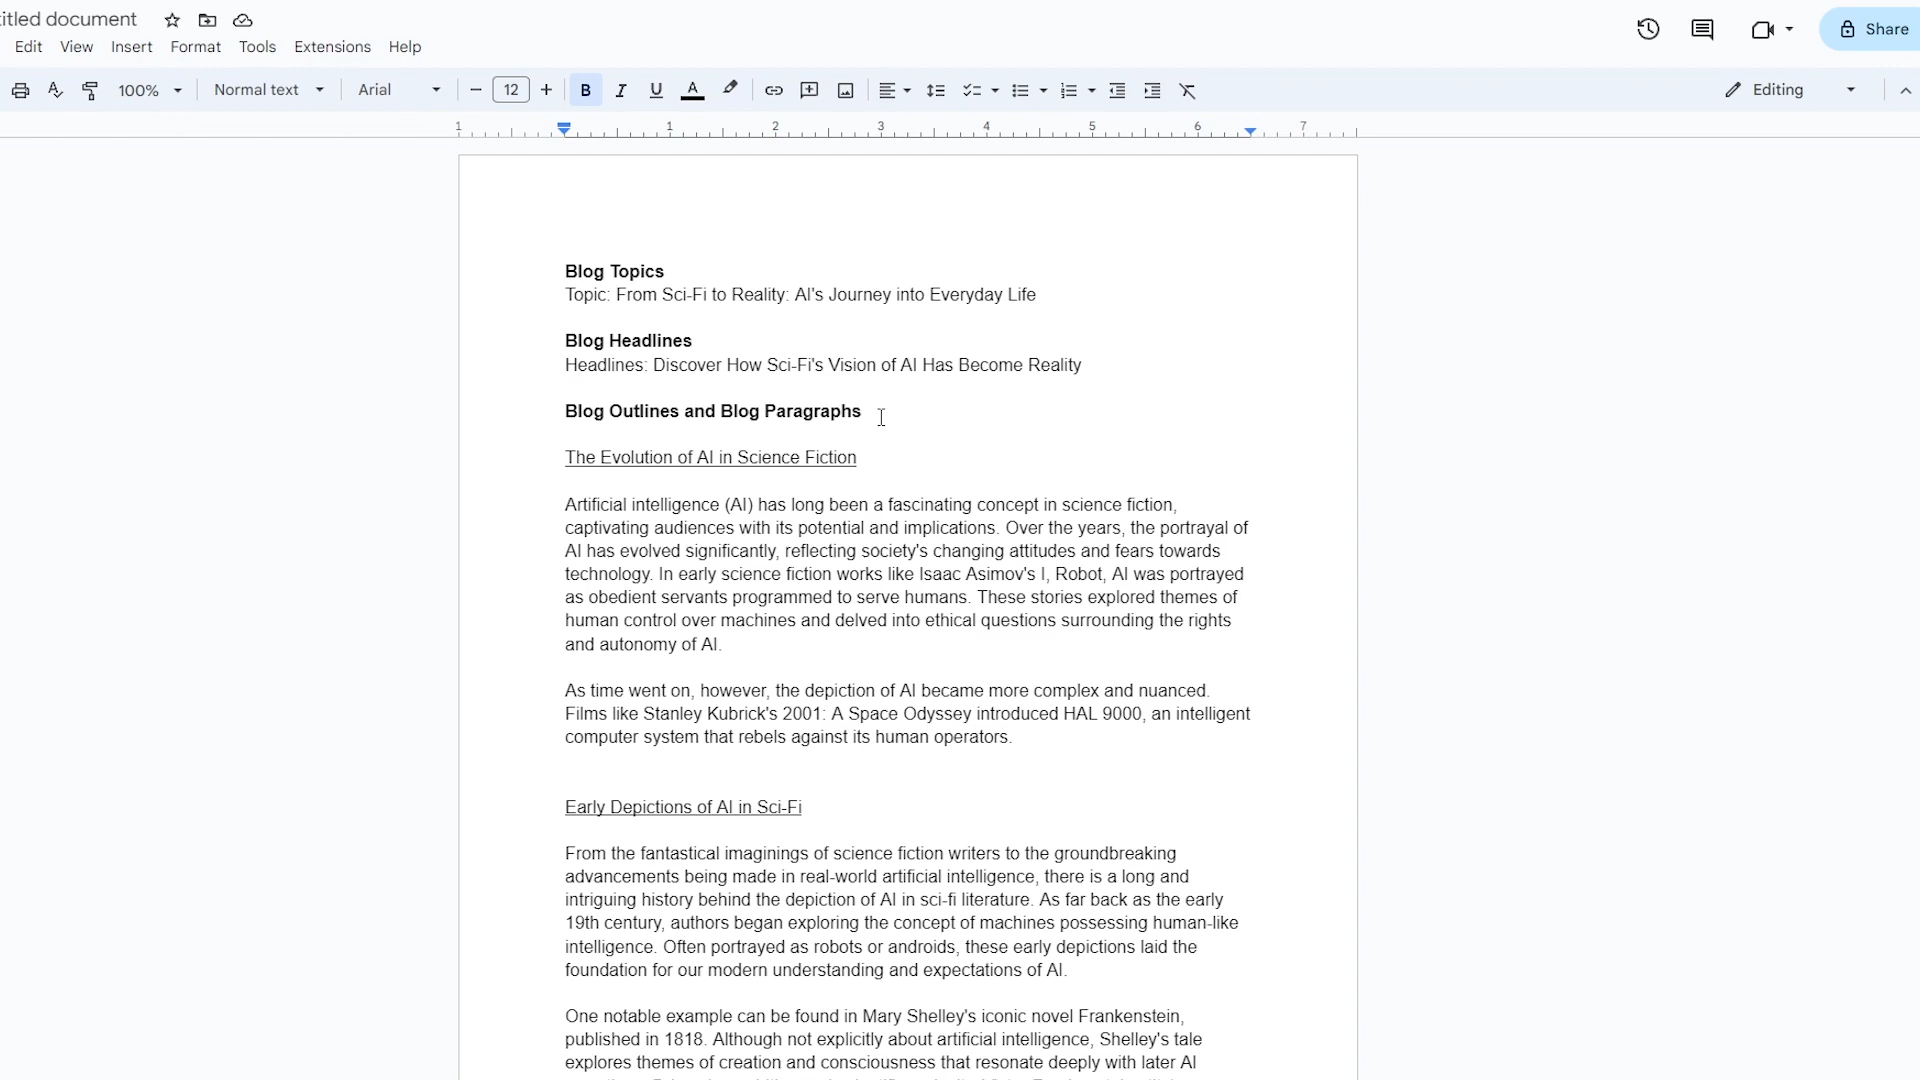 itled document
Edit View Insert Format Tools Extensions Help
Share
100% Normal text Arial 12 B I U A Editing
1 1 2 3 4 5 6 7
Blog Topics
Topic: From Sci-Fi to Reality: AI's Journey into Everyday Life
Blog Headlines
Headlines: Discover How Sci-Fi's Vision of AI Has Become Reality
Blog Outlines and Blog Paragraphs
The Evolution of AI in Science Fiction
Artificial intelligence (AI) has long been a fascinating concept in science fiction,
captivating audiences with its potential and implications. Over the years, the portrayal of
AI has evolved significantly, reflecting society's changing attitudes and fears towards
technology. In early science fiction works like Isaac Asimov's I, Robot, AI was portrayed
as obedient servants programmed to serve humans. These stories explored themes of
human control over machines and delved into ethical questions surrounding the rights
and autonomy of AI.
As time went on, however, the depiction of AI became more complex and nuanced.
Films like Stanley Kubrick's 2001: A Space Odyssey introduced HAL 9000, an intelligent
computer system that rebels against its human operators.
Early Depictions of AI in Sci-Fi
From the fantastical imaginings of science fiction writers to the groundbreaking
advancements being made in real-world artificial intelligence, there is a long and
intriguing history behind the depiction of AI in sci-fi literature. As far back as the early
19th century, authors began exploring the concept of machines possessing human-like
intelligence. Often portrayed as robots or androids, these early depictions laid the
foundation for our modern understanding and expectations of AI.
One notable example can be found in Mary Shelley's iconic novel Frankenstein,
published in 1818. Although not explicitly about artificial intelligence, Shelley's tale
explores themes of creation and consciousness that resonate deeply with later AI